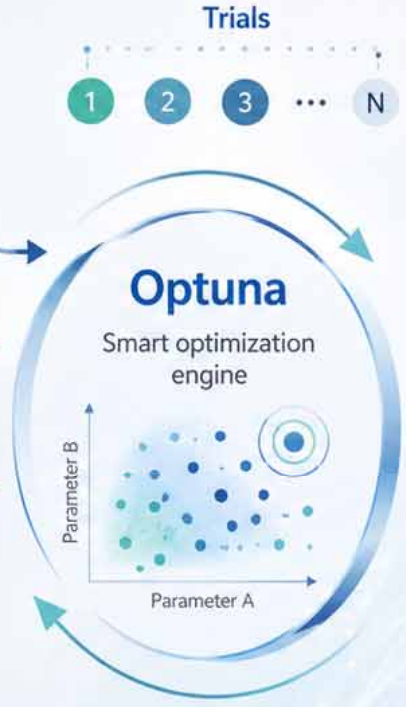 Trials
1 2 3 ... N
Optuna
Smart optimization
engine
Parameter B
Parameter A